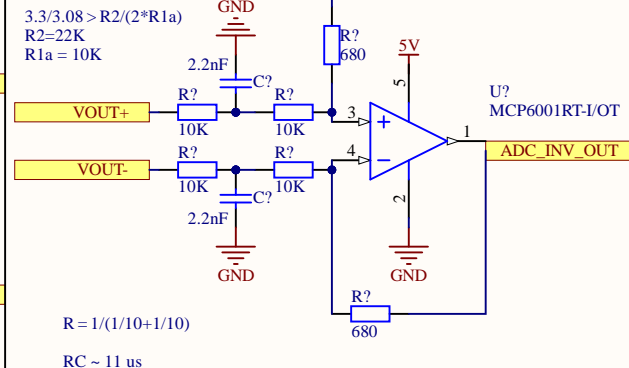 GND
3.3/3.08 > R2/(2*R1a)
R2=22K
R1a = 10K
R?
680
2.2nF
C?
5V
5
R?
R?
U?
MCP6001RT-I/OT
VOUT+
10K
10K
3
+
1
ADC_INV_OUT
VOUT-
R?
R?
4
−
10K
10K
C?
2.2nF
2
GND
GND
R?
680
R = 1/(1/10+1/10)
RC ~ 11 us